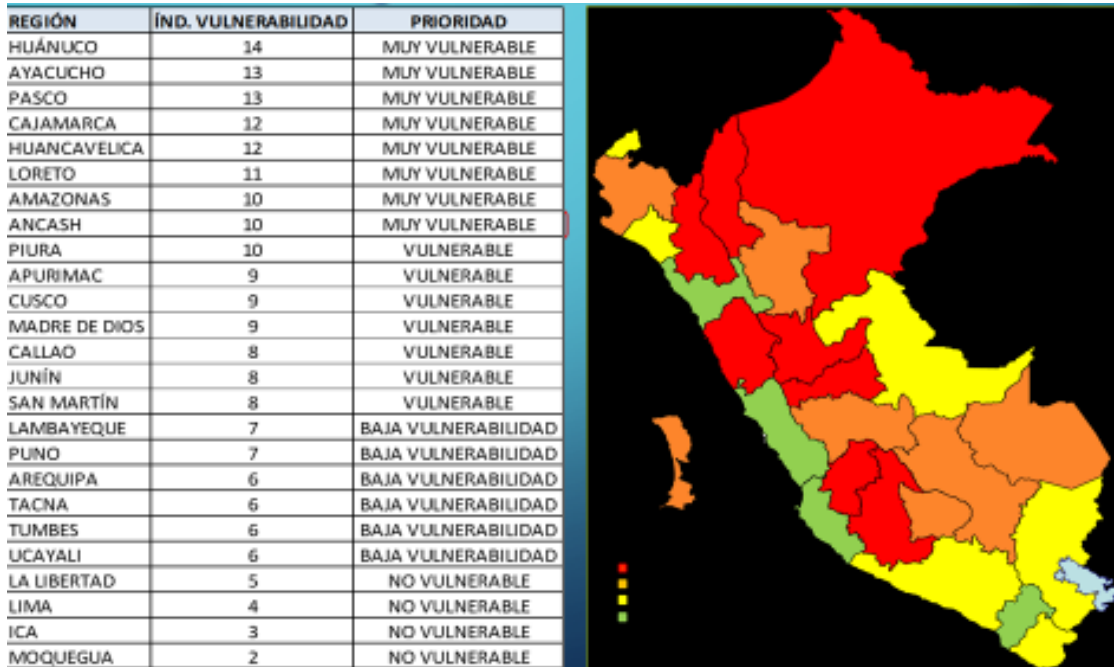 REGIÓN ÍND. VULNERABILIDAD PRIORIDAD
HUÁNUCO 14 MUY VULNERABLE
AYACUCHO 13 MUY VULNERABLE
PASCO 13 MUY VULNERABLE
CAJAMARCA 12 MUY VULNERABLE
HUANCAVELICA 12 MUY VULNERABLE
LORETO 11 MUY VULNERABLE
AMAZONAS 10 MUY VULNERABLE
ANCASH 10 MUY VULNERABLE
PIURA 10 VULNERABLE
APURIMAC 9 VULNERABLE
CUSCO 9 VULNERABLE
MADRE DE DIOS 9 VULNERABLE
CALLAO 8 VULNERABLE
JUNÍN 8 VULNERABLE
SAN MARTÍN 8 VULNERABLE
LAMBAYEQUE 7 BAJA VULNERABILIDAD
PUNO 7 BAJA VULNERABILIDAD
AREQUIPA 6 BAJA VULNERABILIDAD
TACNA 6 BAJA VULNERABILIDAD
TUMBES 6 BAJA VULNERABILIDAD
UCAYALI 6 BAJA VULNERABILIDAD
LA LIBERTAD 5 NO VULNERABLE
LIMA 4 NO VULNERABLE
ICA 3 NO VULNERABLE
MOQUEGUA 2 NO VULNERABLE